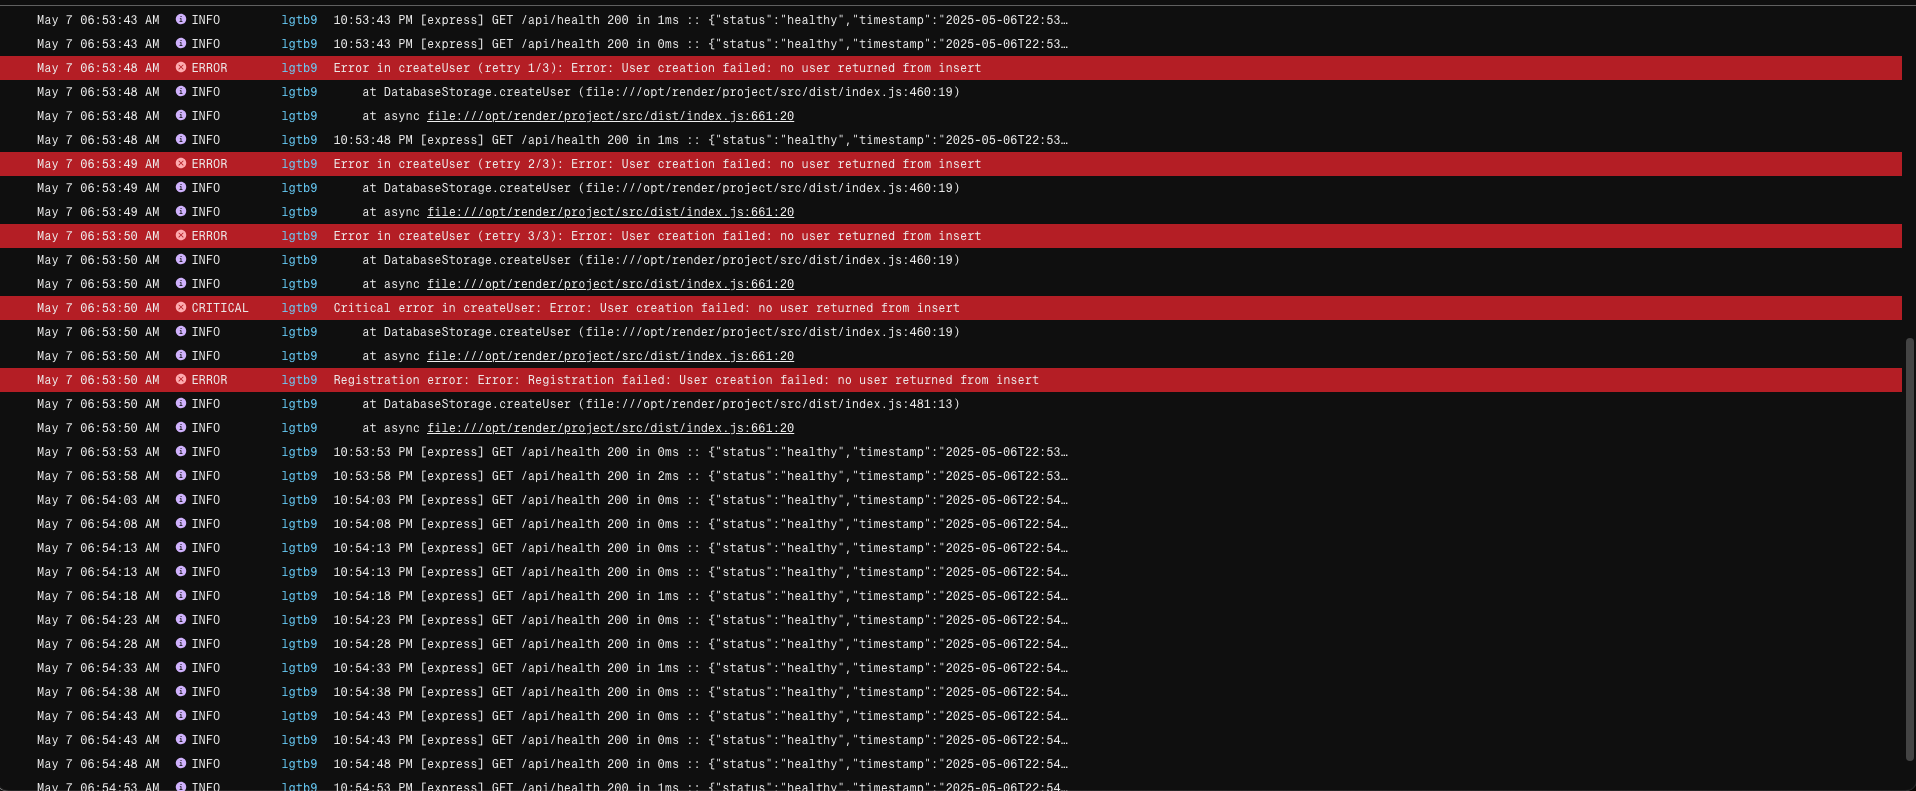 May 7 06:53:43 AM INFO lgtb9 10:53:43 PM [express] GET /api/health 200 in 1ms :: {"status":"healthy","timestamp":"2025-05-06T22:53…
May 7 06:53:43 AM INFO lgtb9 10:53:43 PM [express] GET /api/health 200 in 0ms :: {"status":"healthy","timestamp":"2025-05-06T22:53…
May 7 06:53:48 AM ERROR lgtb9 Error in createUser (retry 1/3): Error: User creation failed: no user returned from insert
May 7 06:53:48 AM INFO lgtb9 at DatabaseStorage.createUser (file:///opt/render/project/src/dist/index.js:460:19)
May 7 06:53:48 AM INFO lgtb9 at async file:///opt/render/project/src/dist/index.js:661:20
May 7 06:53:48 AM INFO lgtb9 10:53:48 PM [express] GET /api/health 200 in 1ms :: {"status":"healthy","timestamp":"2025-05-06T22:53…
May 7 06:53:49 AM ERROR lgtb9 Error in createUser (retry 2/3): Error: User creation failed: no user returned from insert
May 7 06:53:49 AM INFO lgtb9 at DatabaseStorage.createUser (file:///opt/render/project/src/dist/index.js:460:19)
May 7 06:53:49 AM INFO lgtb9 at async file:///opt/render/project/src/dist/index.js:661:20
May 7 06:53:50 AM ERROR lgtb9 Error in createUser (retry 3/3): Error: User creation failed: no user returned from insert
May 7 06:53:50 AM INFO lgtb9 at DatabaseStorage.createUser (file:///opt/render/project/src/dist/index.js:460:19)
May 7 06:53:50 AM INFO lgtb9 at async file:///opt/render/project/src/dist/index.js:661:20
May 7 06:53:50 AM CRITICAL lgtb9 Critical error in createUser: Error: User creation failed: no user returned from insert
May 7 06:53:50 AM INFO lgtb9 at DatabaseStorage.createUser (file:///opt/render/project/src/dist/index.js:460:19)
May 7 06:53:50 AM INFO lgtb9 at async file:///opt/render/project/src/dist/index.js:661:20
May 7 06:53:50 AM ERROR lgtb9 Registration error: Error: Registration failed: User creation failed: no user returned from insert
May 7 06:53:50 AM INFO lgtb9 at DatabaseStorage.createUser (file:///opt/render/project/src/dist/index.js:481:13)
May 7 06:53:50 AM INFO lgtb9 at async file:///opt/render/project/src/dist/index.js:661:20
May 7 06:53:53 AM INFO lgtb9 10:53:53 PM [express] GET /api/health 200 in 0ms :: {"status":"healthy","timestamp":"2025-05-06T22:53…
May 7 06:53:58 AM INFO lgtb9 10:53:58 PM [express] GET /api/health 200 in 2ms :: {"status":"healthy","timestamp":"2025-05-06T22:53…
May 7 06:54:03 AM INFO lgtb9 10:54:03 PM [express] GET /api/health 200 in 0ms :: {"status":"healthy","timestamp":"2025-05-06T22:54…
May 7 06:54:08 AM INFO lgtb9 10:54:08 PM [express] GET /api/health 200 in 0ms :: {"status":"healthy","timestamp":"2025-05-06T22:54…
May 7 06:54:13 AM INFO lgtb9 10:54:13 PM [express] GET /api/health 200 in 0ms :: {"status":"healthy","timestamp":"2025-05-06T22:54…
May 7 06:54:13 AM INFO lgtb9 10:54:13 PM [express] GET /api/health 200 in 0ms :: {"status":"healthy","timestamp":"2025-05-06T22:54…
May 7 06:54:18 AM INFO lgtb9 10:54:18 PM [express] GET /api/health 200 in 1ms :: {"status":"healthy","timestamp":"2025-05-06T22:54…
May 7 06:54:23 AM INFO lgtb9 10:54:23 PM [express] GET /api/health 200 in 0ms :: {"status":"healthy","timestamp":"2025-05-06T22:54…
May 7 06:54:28 AM INFO lgtb9 10:54:28 PM [express] GET /api/health 200 in 0ms :: {"status":"healthy","timestamp":"2025-05-06T22:54…
May 7 06:54:33 AM INFO lgtb9 10:54:33 PM [express] GET /api/health 200 in 1ms :: {"status":"healthy","timestamp":"2025-05-06T22:54…
May 7 06:54:38 AM INFO lgtb9 10:54:38 PM [express] GET /api/health 200 in 0ms :: {"status":"healthy","timestamp":"2025-05-06T22:54…
May 7 06:54:43 AM INFO lgtb9 10:54:43 PM [express] GET /api/health 200 in 0ms :: {"status":"healthy","timestamp":"2025-05-06T22:54…
May 7 06:54:43 AM INFO lgtb9 10:54:43 PM [express] GET /api/health 200 in 0ms :: {"status":"healthy","timestamp":"2025-05-06T22:54…
May 7 06:54:48 AM INFO lgtb9 10:54:48 PM [express] GET /api/health 200 in 0ms :: {"status":"healthy","timestamp":"2025-05-06T22:54…
May 7 06:54:53 AM INFO lgtb9 10:54:53 PM [express] GET /api/health 200 in 1ms :: {"status":"healthy","timestamp":"2025-05-06T22:54…